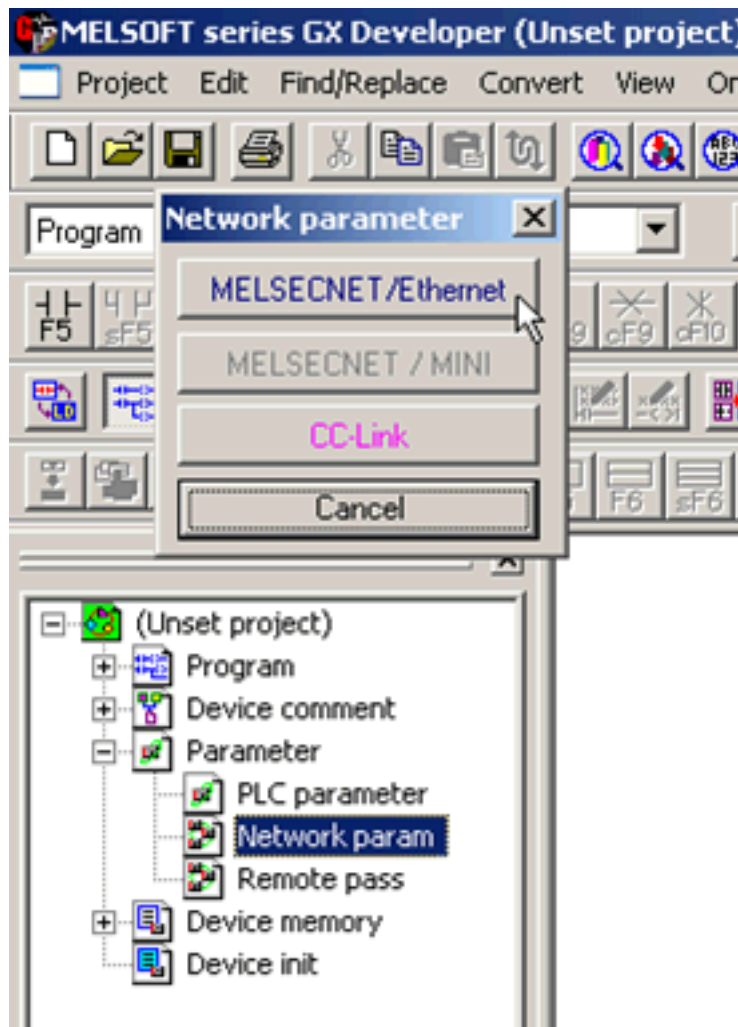 MELSOFT series GX Developer (Unset project)
Project Edit Find/Replace Convert View
Program
Network parameter
MELSECNET/Ethernet
MELSECNET / MINI
CC-Link
Cancel
F5 sF5 9 cF9 cF10
LD
F6 sF6
(Unset project)
Program
Device comment
Parameter
PLC parameter
Network param
Remote pass
Device memory
Device init